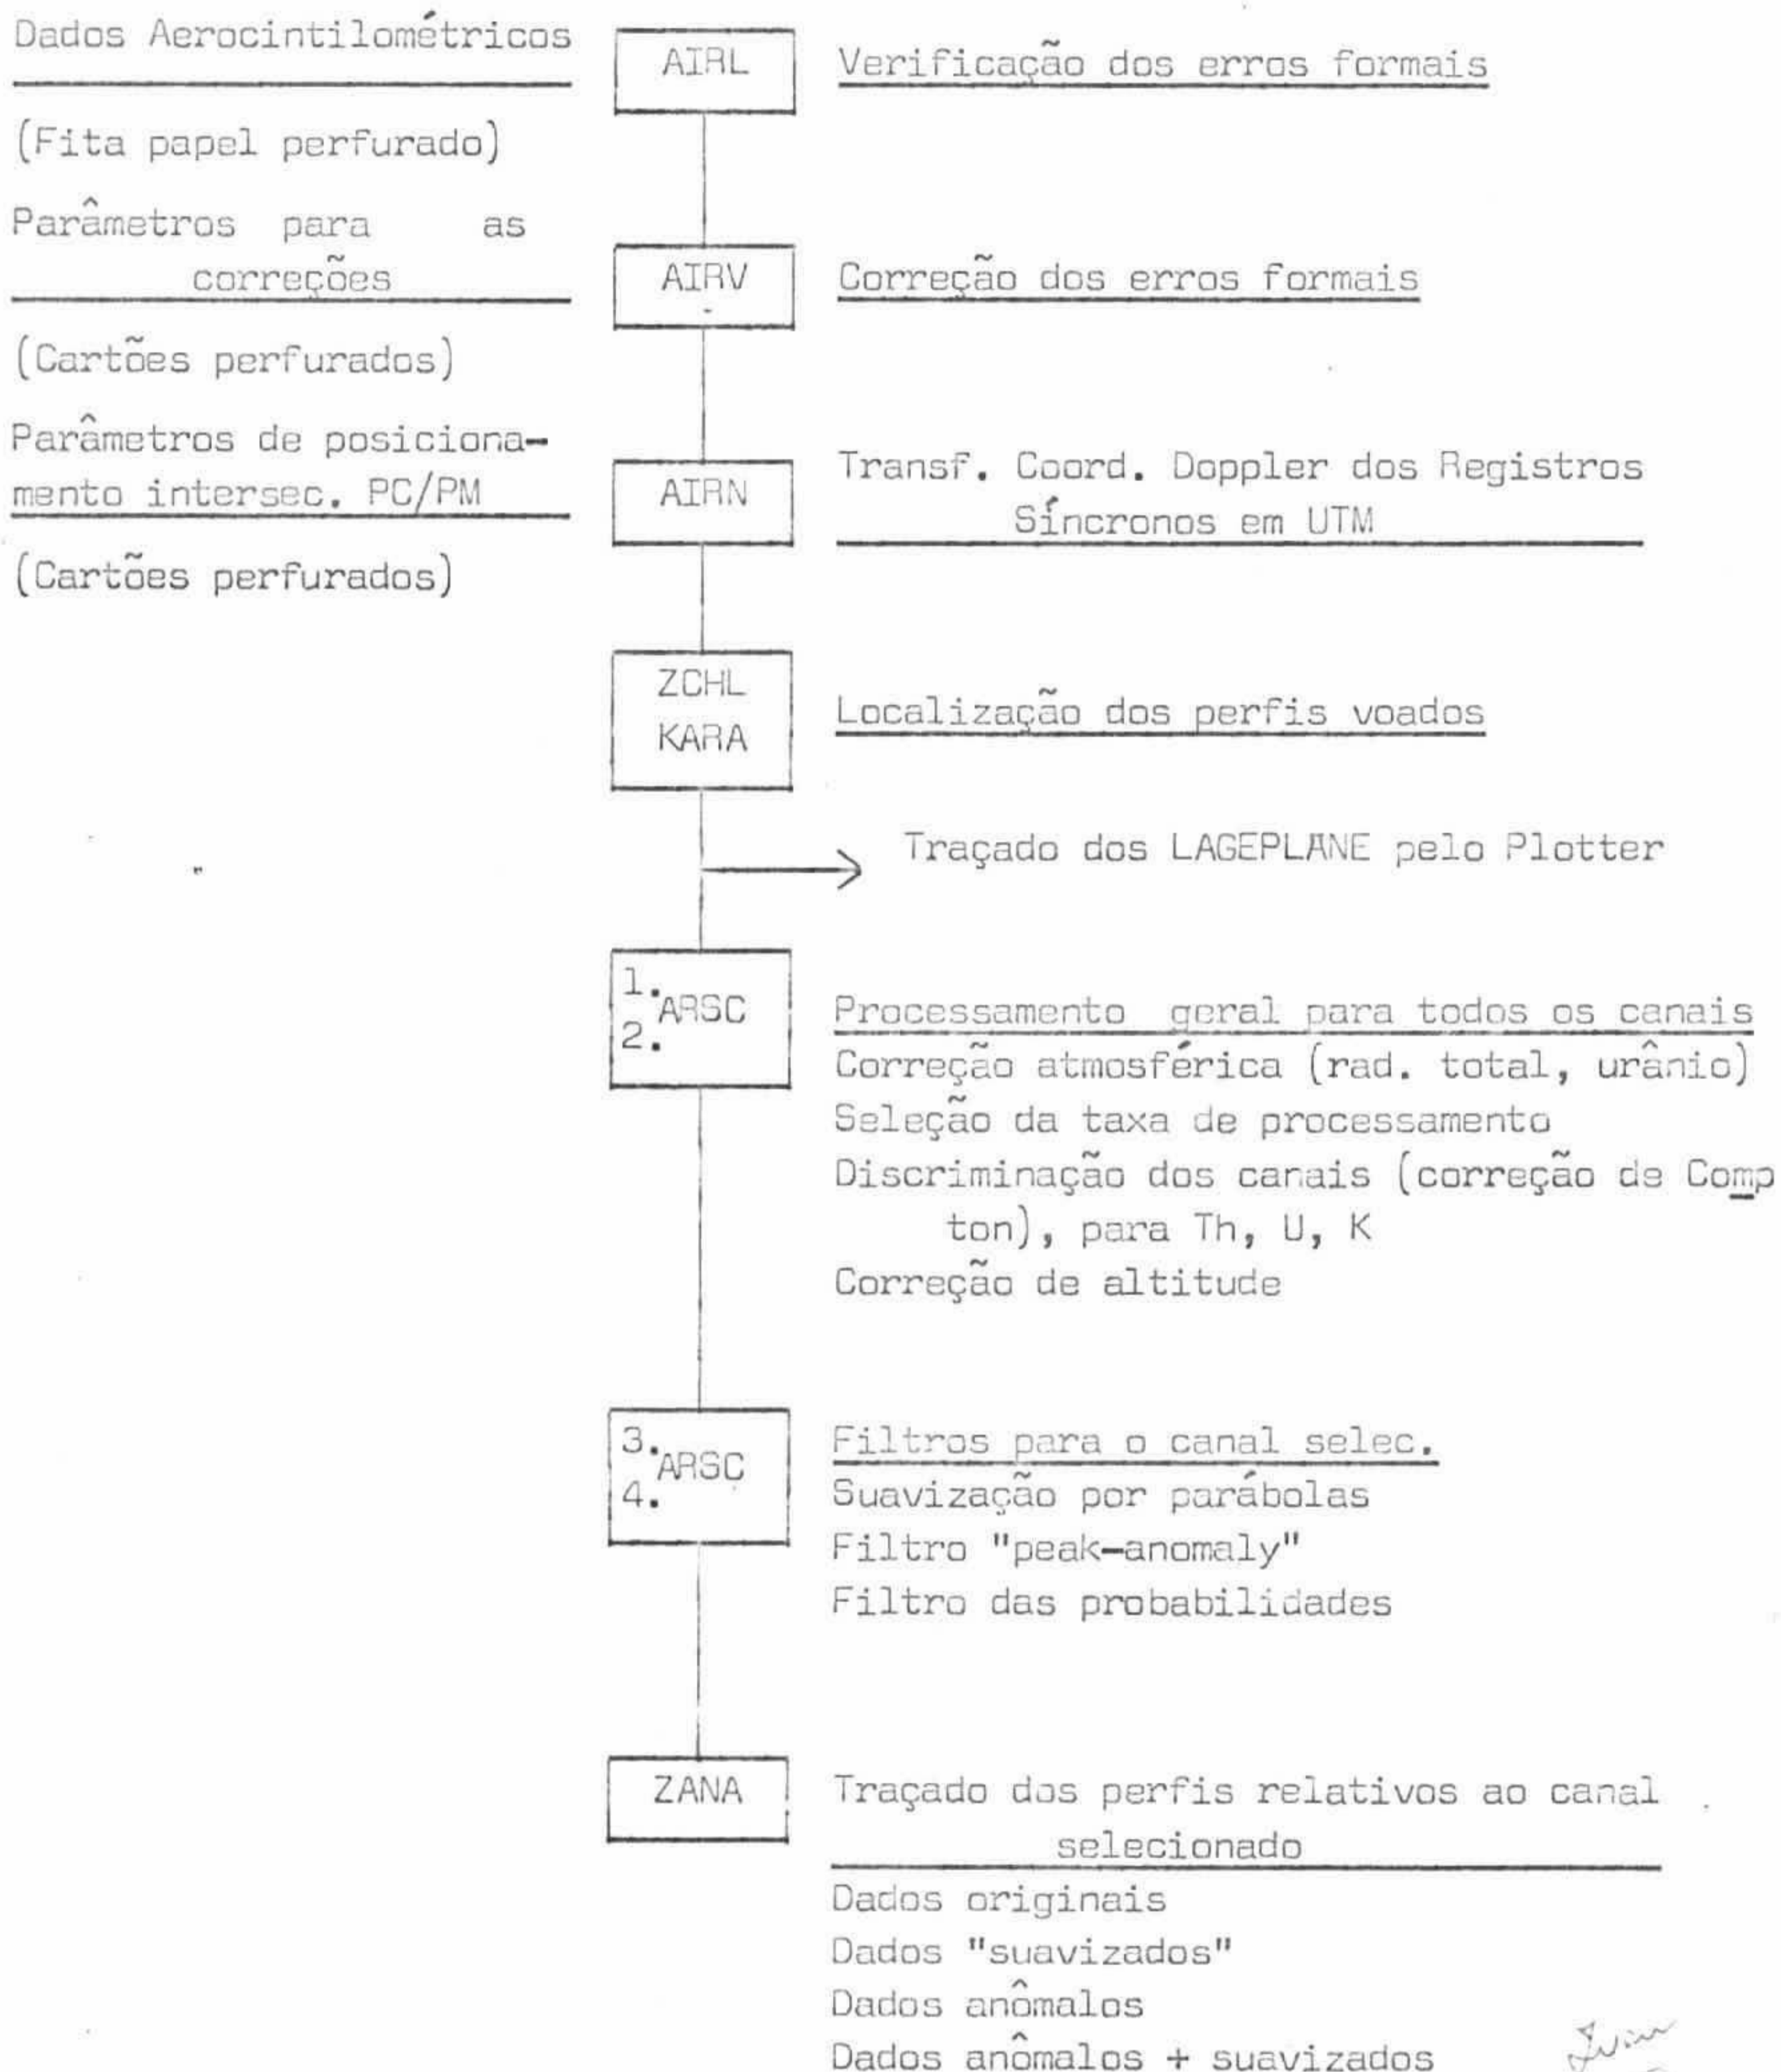 Dados Aerocintilométricos
(Fita papel perfurado)
Parâmetros para as
correções
(Cartões perfurados)
Parâmetros de posiciona-
mento intersec. PC/PM
(Cartões perfurados)
AIRL
Verificação dos erros formais
AIRV
Correção dos erros formais
AIRN
Transf. Coord. Doppler dos Registros
Síncronos em UTM
ZCHL
KARA
Localização dos perfis voados
Traçado dos LAGEPLÄNE pelo Plotter
1.
ARSC
2.
Processamento geral para todos os canais
Correção atmosférica (rad. total, urânio)
Seleção da taxa de processamento
Discriminação dos canais (correção de Comp
ton), para Th, U, K
Correção de altitude
3.
ARSC
4.
Filtros para o canal selec.
Suavização por parábolas
Filtro "peak-anomaly"
Filtro das probabilidades
ZANA
Traçado dos perfis relativos ao canal
selecionado
Dados originais
Dados "suavizados"
Dados anômalos
Dados anômalos + suavizados